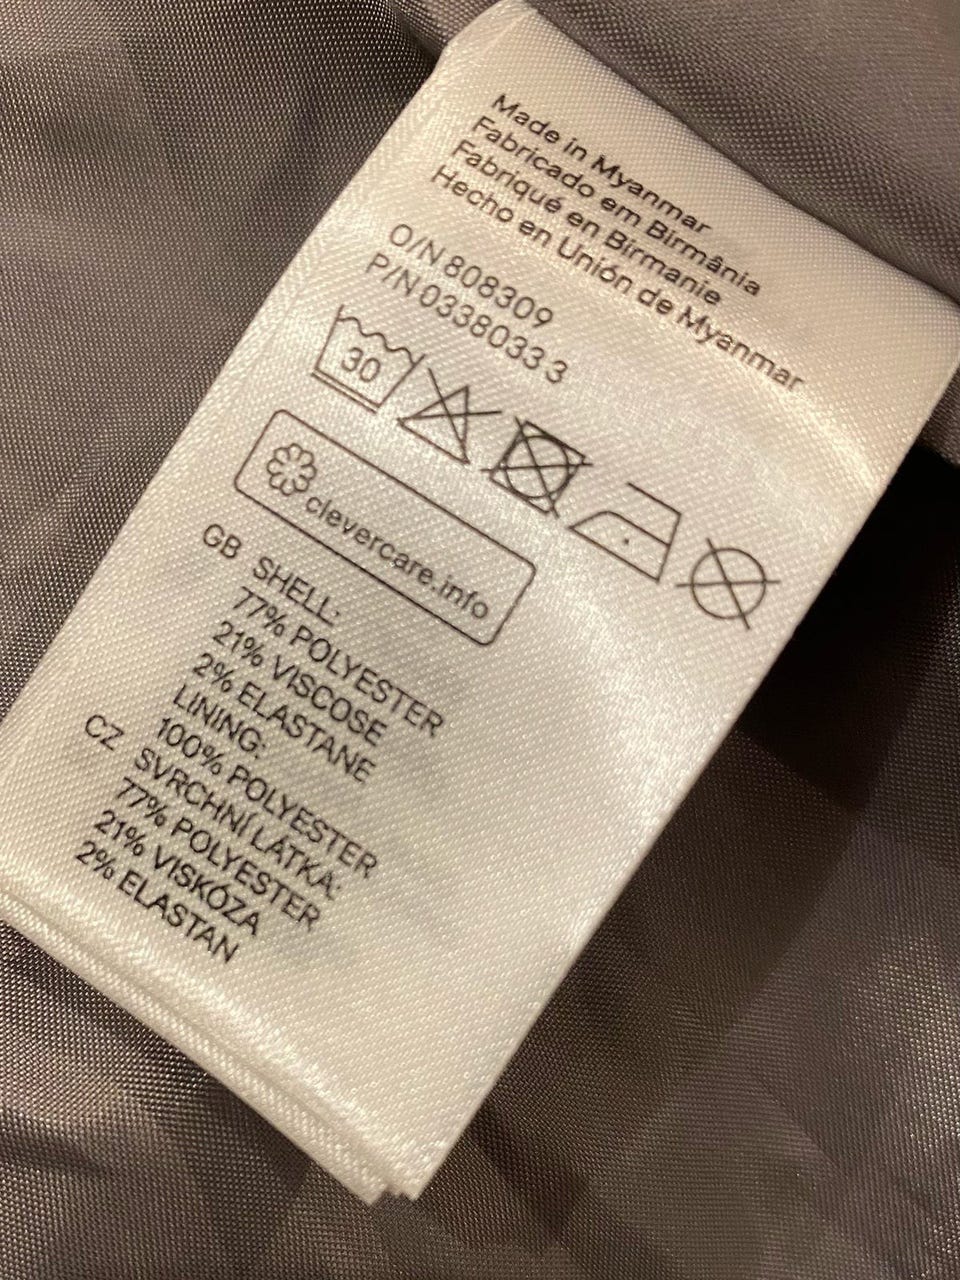 Made in Myanmar
Fabricado em Birmânia
Fabriqué en Birmanie
Hecho en Unión de Myanmar
O/N 808309
P/N 0338033 3
30
clevercare.info
GB SHELL:
77% POLYESTER
21% VISCOSE
2% ELASTANE
LINING:
100% POLYESTER
CZ SVRCHNÍ LÁTKA:
77% POLYESTER
21% VISKÓZA
2% ELASTAN